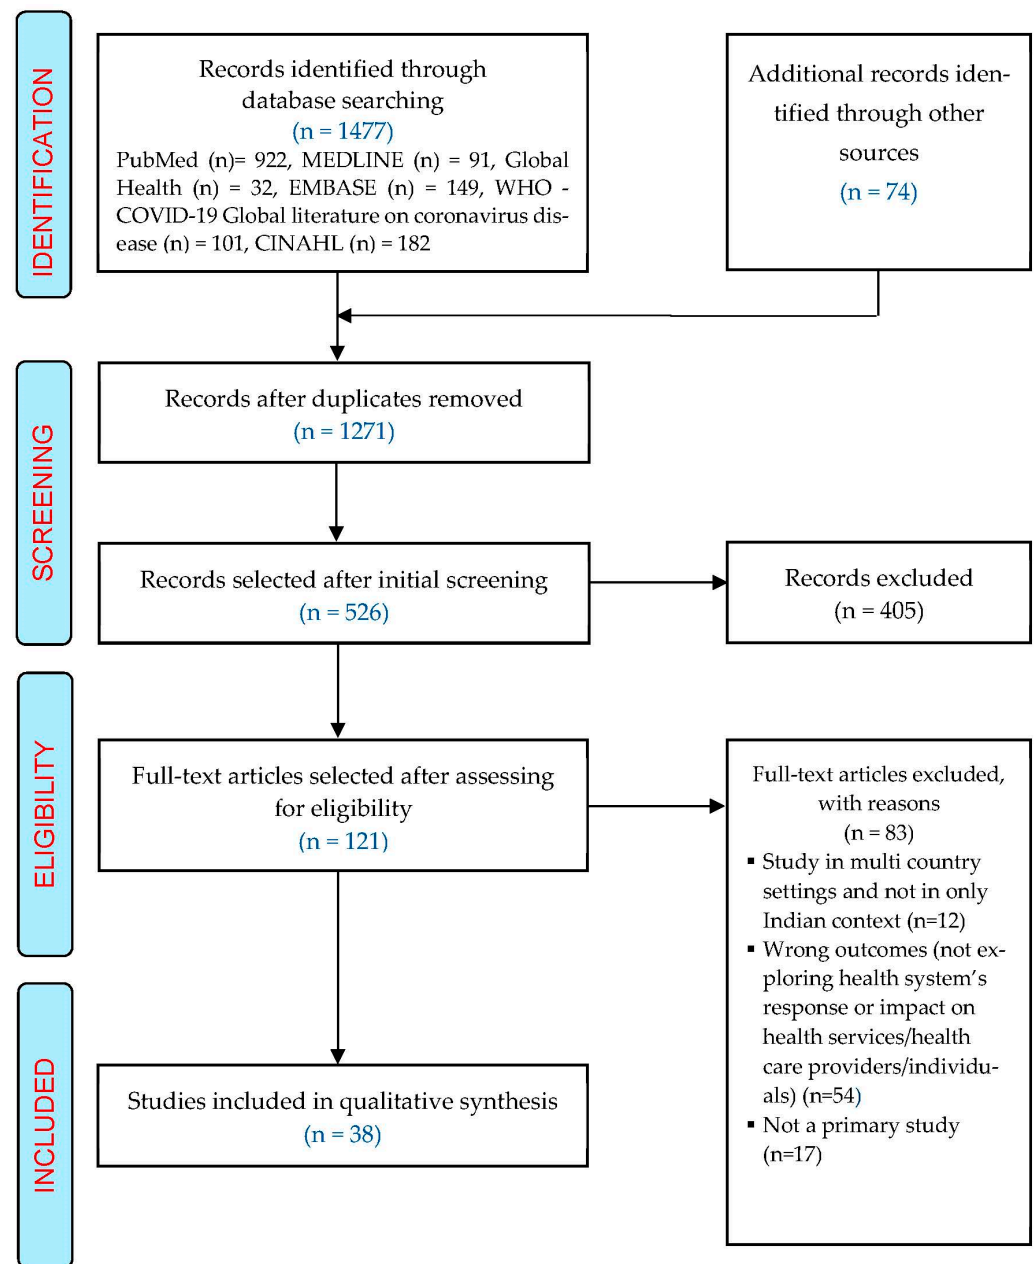 IDENTIFICATION
Records identified through
database searching
(n = 1477)
PubMed (n)= 922, MEDLINE (n) = 91, Global
Health (n) = 32, EMBASE (n) = 149, WHO -
COVID-19 Global literature on coronavirus dis-
ease (n) = 101, CINAHL (n) = 182
Additional records iden-
tified through other
sources
(n = 74)
SCREENING
Records after duplicates removed
(n = 1271)
Records selected after initial screening
(n = 526)
Records excluded
(n = 405)
ELIGIBILITY
Full-text articles selected after assessing
for eligibility
(n = 121)
Full-text articles excluded,
with reasons
(n = 83)
▪ Study in multi country
settings and not in only
Indian context (n=12)
▪ Wrong outcomes (not ex-
ploring health system’s
response or impact on
health services/health
care providers/individu-
als) (n=54)
▪ Not a primary study
(n=17)
INCLUDED
Studies included in qualitative synthesis
(n = 38)